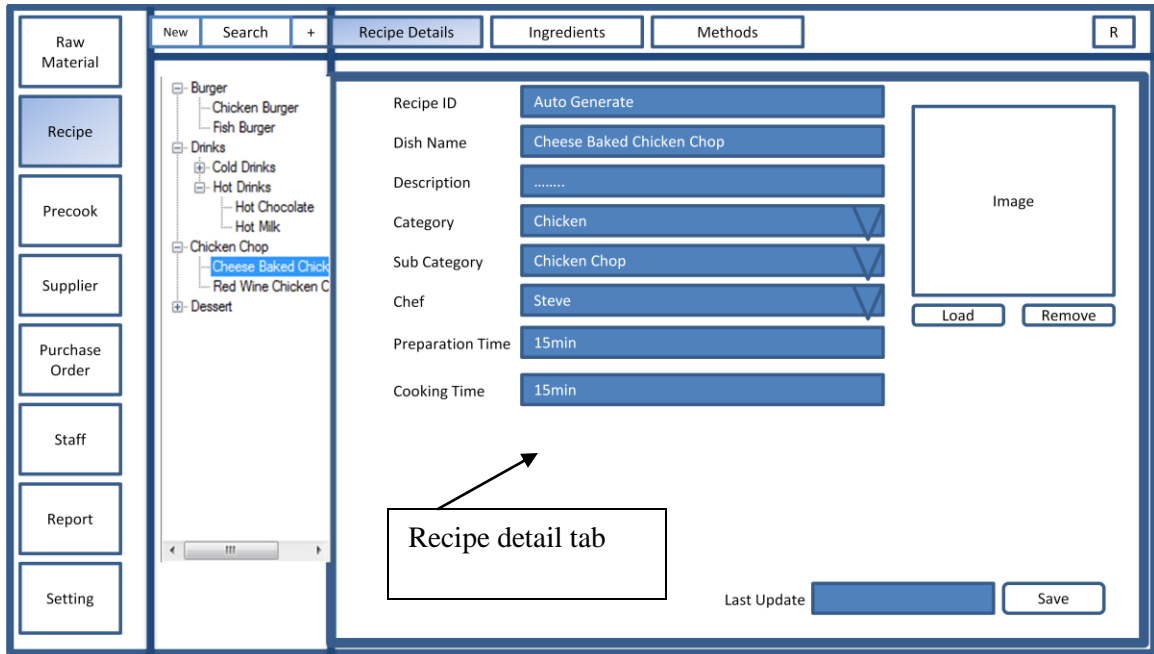 Raw
Material
Recipe
Precook
Supplier
Purchase
Order
Staff
Report
Setting
New
Search
+
Recipe Details
Ingredients
Methods
R
Burger
Chicken Burger
Fish Burger
Drinks
Cold Drinks
Hot Drinks
Hot Chocolate
Hot Milk
Chicken Chop
Cheese Baked Chick
Red Wine Chicken C
Dessert
Recipe ID
Auto Generate
Dish Name
Cheese Baked Chicken Chop
Description
........
Category
Chicken
Sub Category
Chicken Chop
Chef
Steve
Preparation Time
15min
Cooking Time
15min
Image
Load
Remove
Recipe detail tab
Last Update
Save